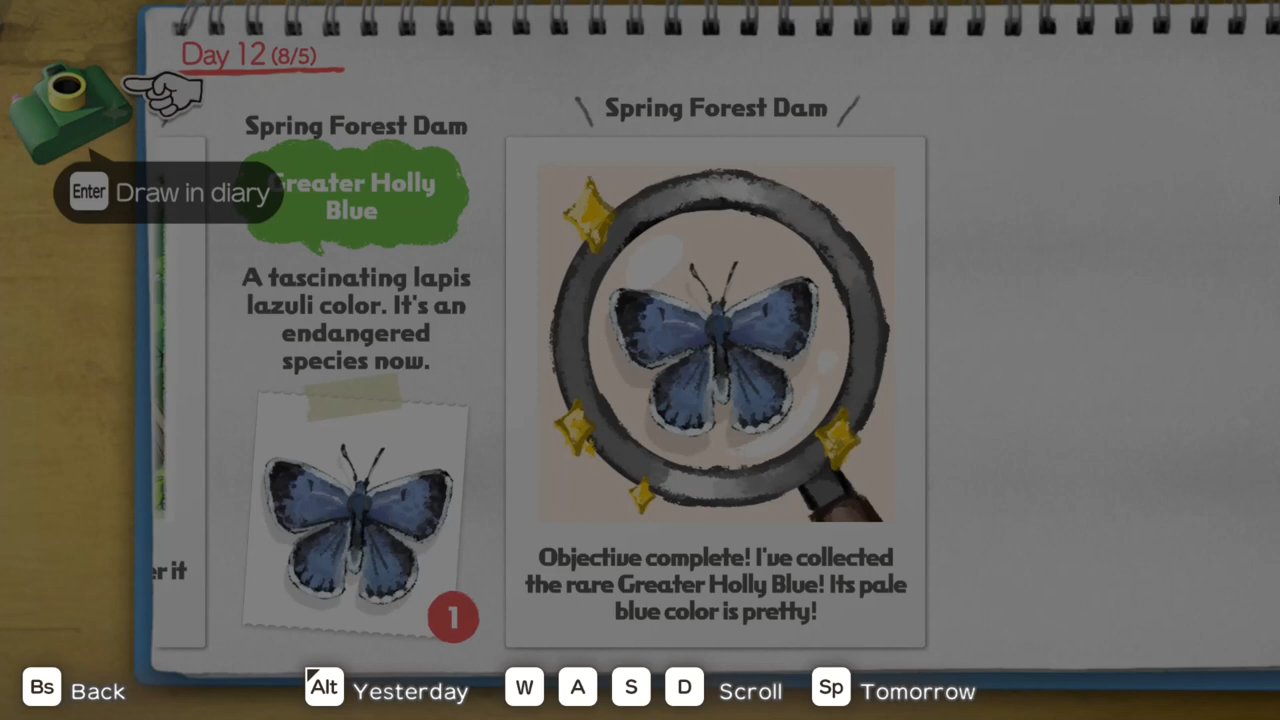 Day 12 (8/5)
Spring Forest Dam
Greater Holly
Blue
A fascinating lapis
lazuli color. It's an
endangered
species now.
1
Enter Draw in diary
er it
Spring Forest Dam
Objective complete! I've collected
the rare Greater Holly Blue! Its pale
blue color is pretty!
Bs Back Alt Yesterday W A S D Scroll Sp Tomorrow